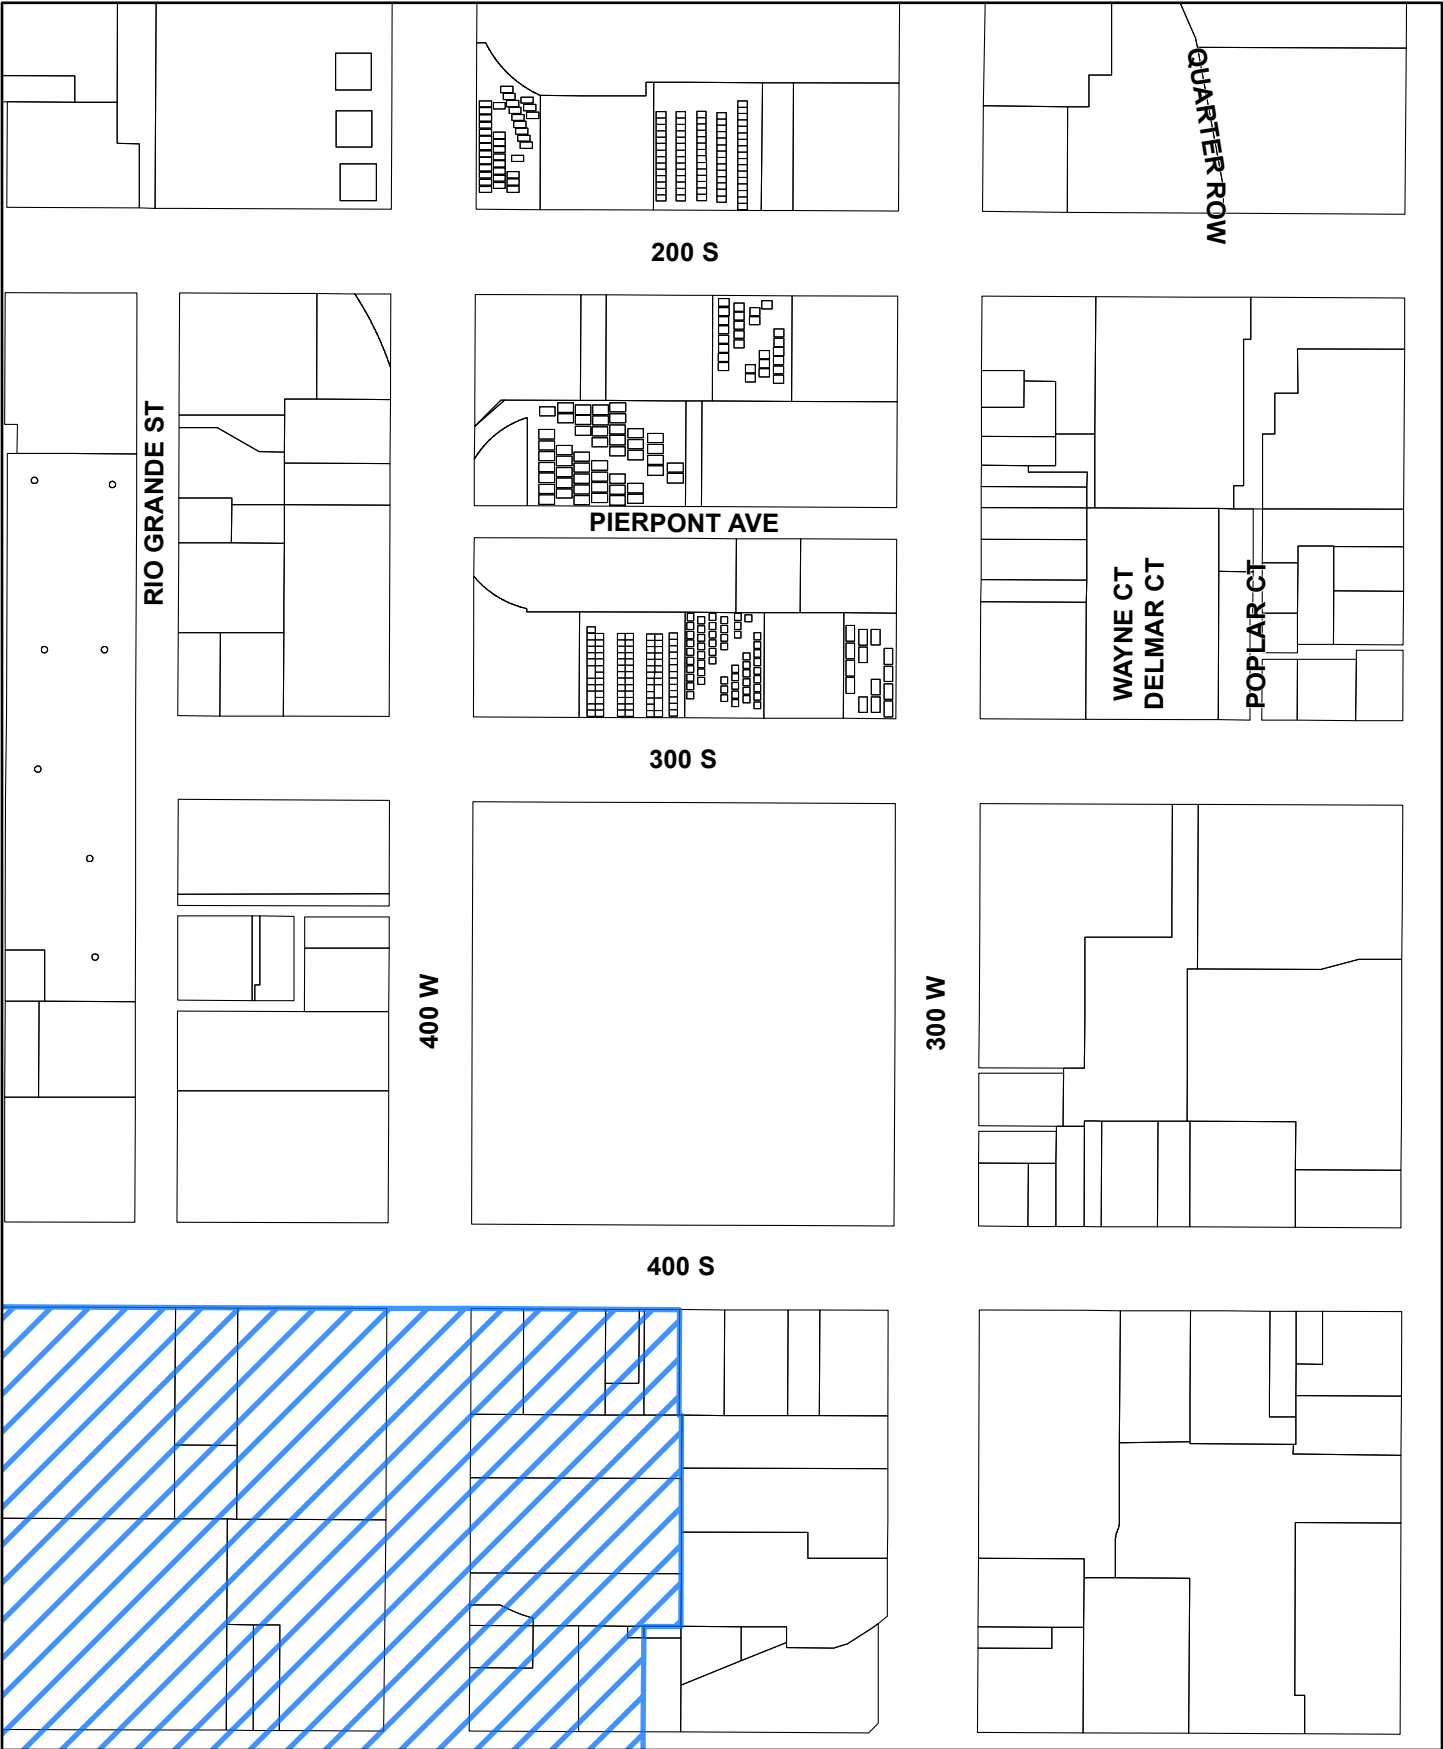 QUARTER ROW
200 S
RIO GRANDE ST
PIERPONT AVE
WAYNE CT
DELMAR CT
POPLAR CT
300 S
400 W
300 W
400 S